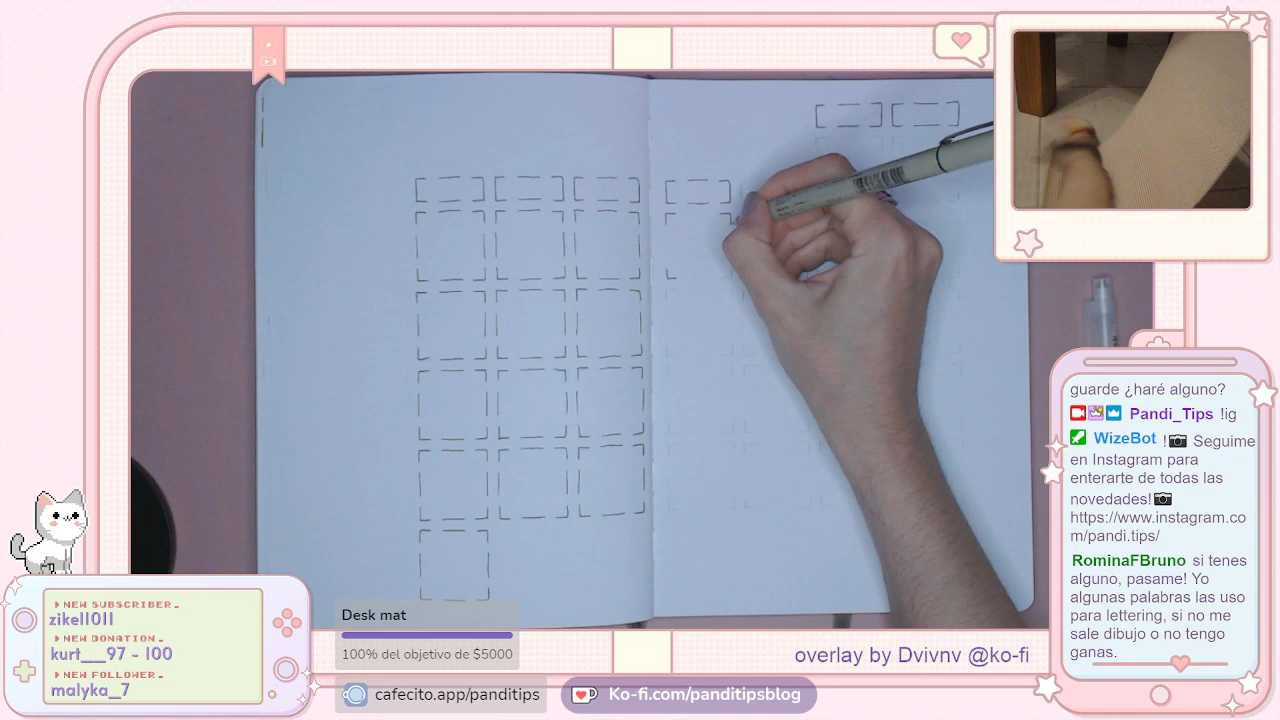 guarde ¿haré alguno?
Pandi_Tips !ig
WizeBot !📷 Seguime
en Instagram para
enterarte de todas las
novedades!📷
https://www.instagram.co
m/pandi.tips/
RominaFBruno si tenes
alguno, pasame! Yo
algunas palabras las uso
para lettering, si no me
sale dibujo o no tengo
ganas.
NEW SUBSCRIBER
zikell0ll
NEW DONATION
kurt__97 - 100
NEW FOLLOWER
malyka_7
Desk mat
100% del objetivo de $5000
overlay by Dvivnv @ko-fi
cafecito.app/panditips
Ko-fi.com/panditipsblog